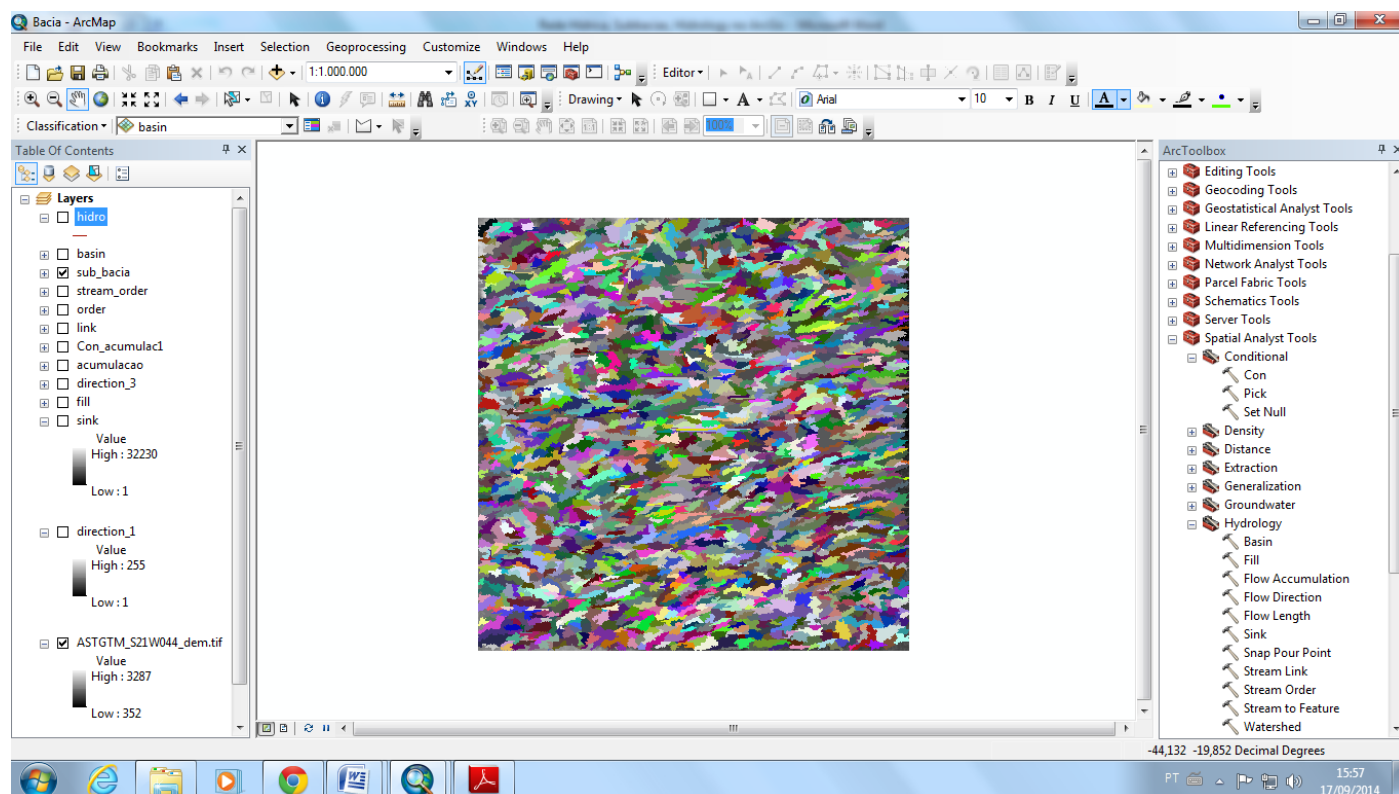 Bacia - ArcMap
File Edit View Bookmarks Insert Selection Geoprocessing Customize Windows Help
1:1.000.000 Editor
Drawing A Arial 10 B I U A
Classification basin 100%
Table Of Contents
Layers
hidro
basin
sub_bacia
stream_order
order
link
Con_acumulac1
acumulacao
direction_3
fill
sink
Value
High : 32230
Low : 1
direction_1
Value
High : 255
Low : 1
ASTGTM_S21W044_dem.tif
Value
High : 3287
Low : 352
ArcToolbox
Editing Tools
Geocoding Tools
Geostatistical Analyst Tools
Linear Referencing Tools
Multidimension Tools
Network Analyst Tools
Parcel Fabric Tools
Schematics Tools
Server Tools
Spatial Analyst Tools
Conditional
Con
Pick
Set Null
Density
Distance
Extraction
Generalization
Groundwater
Hydrology
Basin
Fill
Flow Accumulation
Flow Direction
Flow Length
Sink
Snap Pour Point
Stream Link
Stream Order
Stream to Feature
Watershed
-44,132 -19,852 Decimal Degrees
PT 15:57
17/09/2014